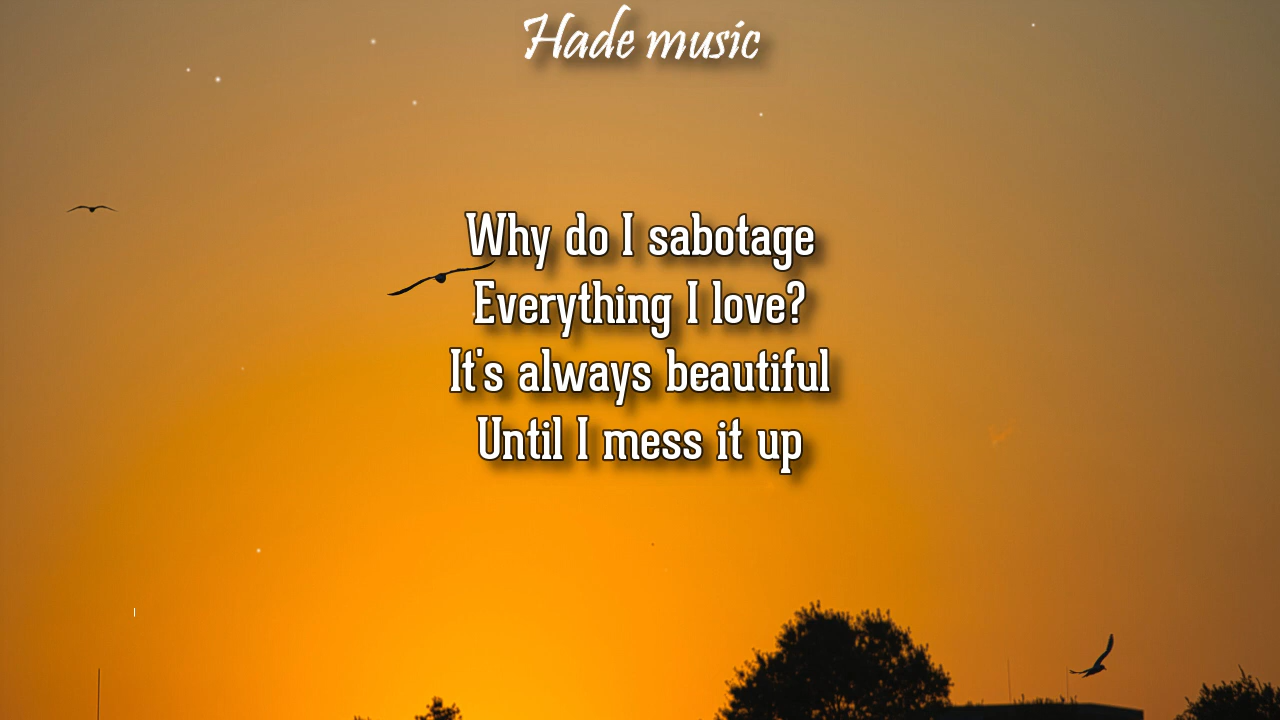 Hade music
Why do I sabotage
Everything I love?
It's always beautiful
Until I mess it up